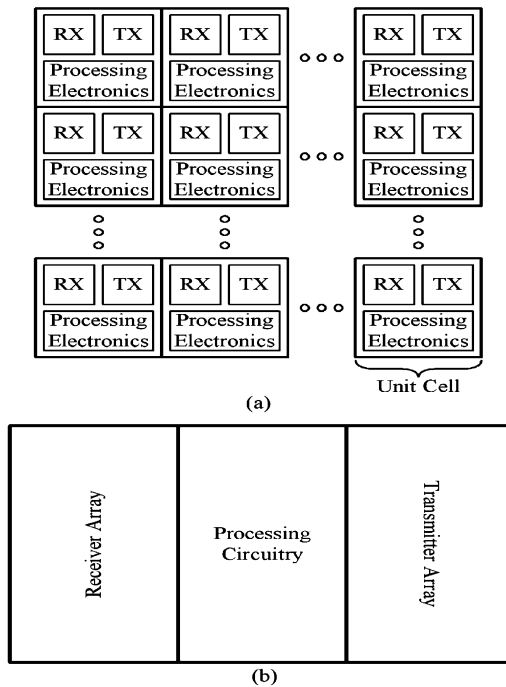 RX TX RX TX RX TX
Processing Processing Processing
Electronics Electronics Electronics
RX TX RX TX RX TX
Processing Processing Processing
Electronics Electronics Electronics
RX TX RX TX RX TX
Processing Processing Processing
Electronics Electronics Electronics
Unit Cell
(a)
Receiver Array
Processing
Circuitry
Transmitter Array
(b)